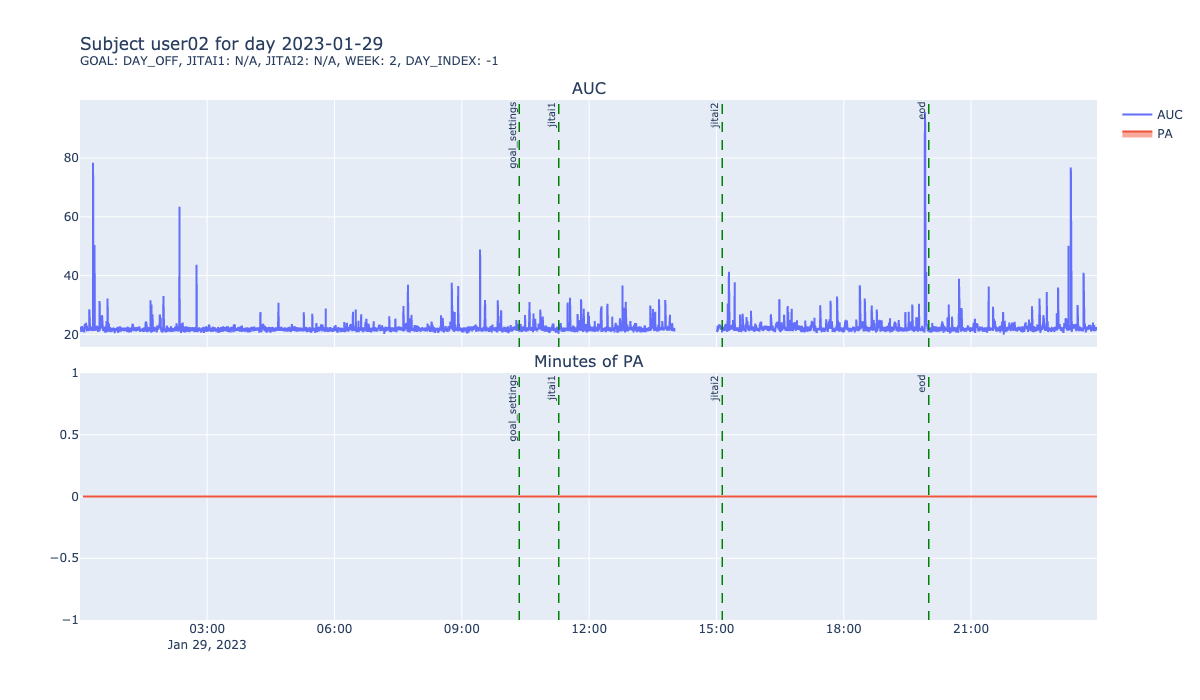 Subject user02 for day 2023-01-29
GOAL: DAY_OFF, JITAI1: N/A, JITAI2: N/A, WEEK: 2, DAY_INDEX: -1
AUC
goal_settings
jitai1
jitai2
eod
AUC
PA
80
60
40
20
Minutes of PA
goal_settings
jitai1
jitai2
eod
1
0.5
0
−0.5
−1
03:00
06:00
09:00
12:00
15:00
18:00
21:00
Jan 29, 2023